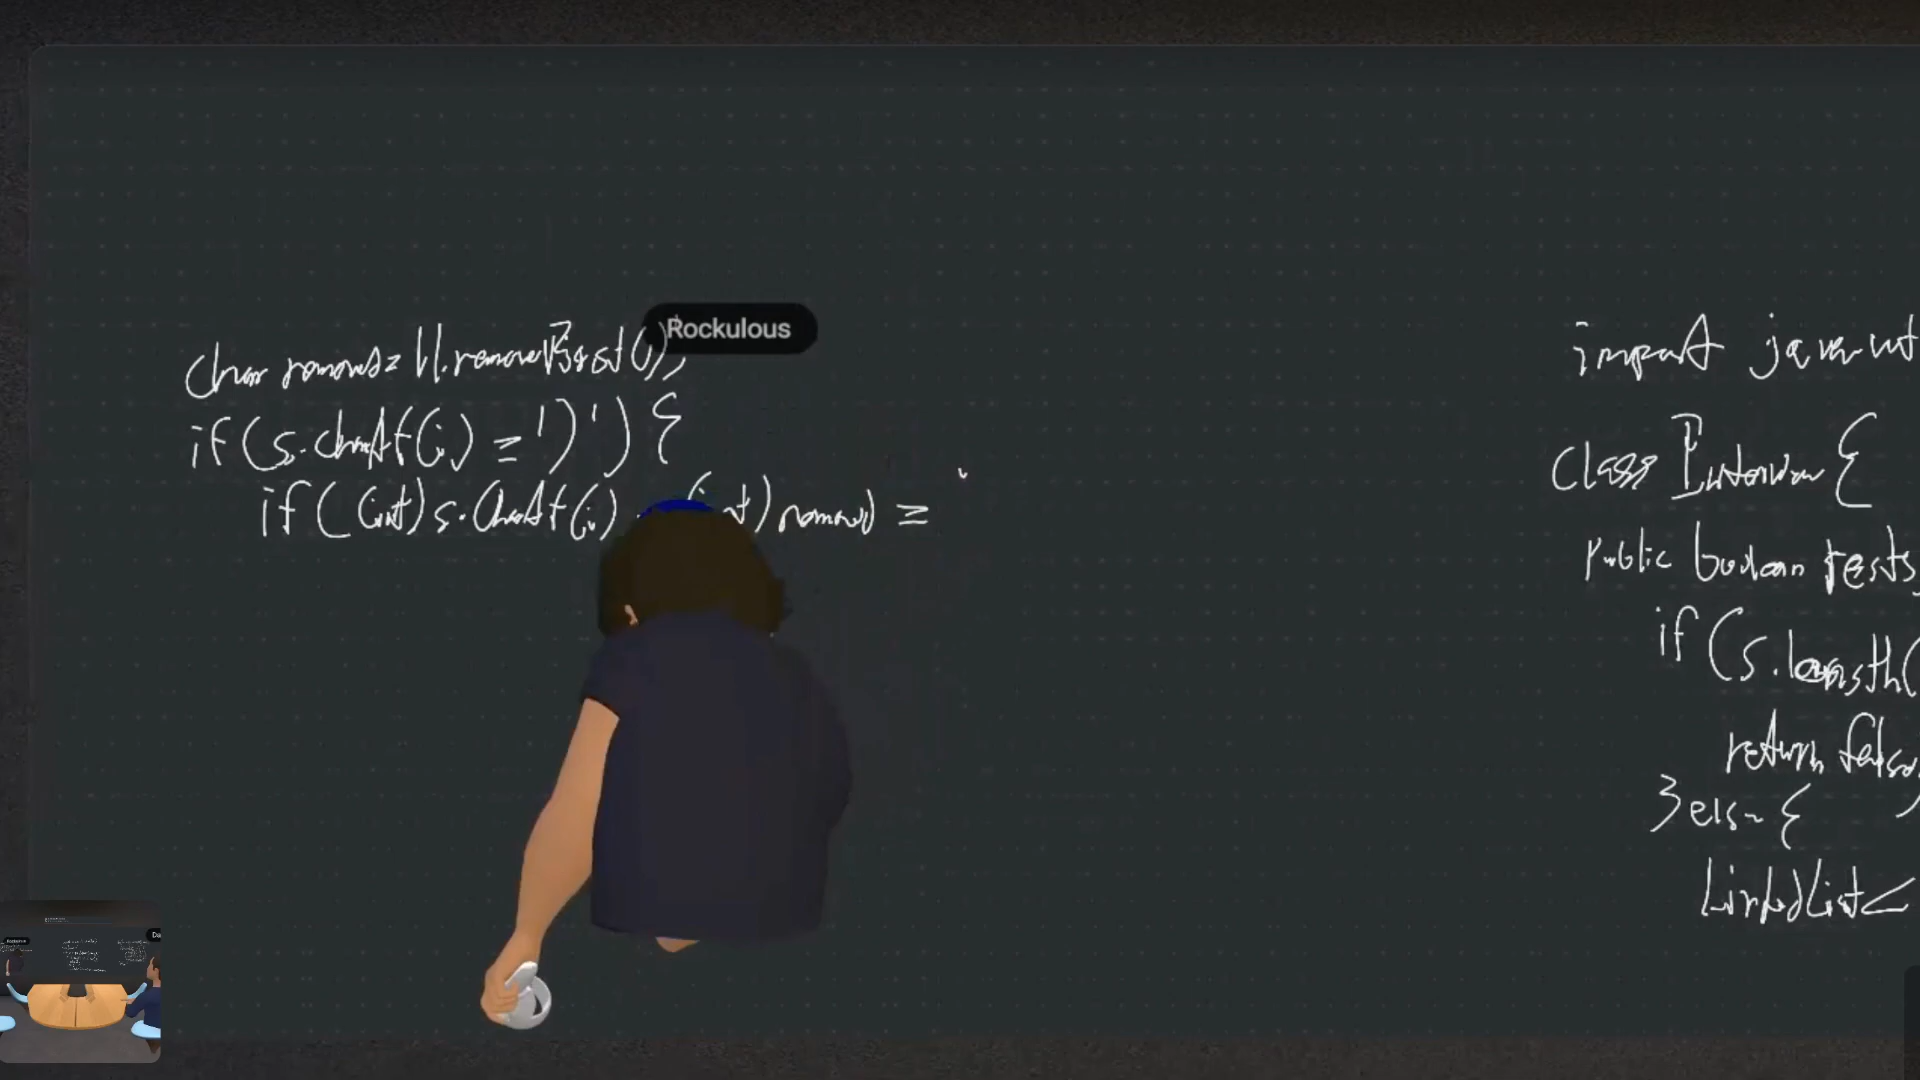 Rockulous
char removed = ll.removeFirst();
if(s.charAt(i) = ')') {
if((int)s.charAt(i) - (int) removed =
import java.ut
class Interview {
public boolean tests
if(s.length(
return false
}else {
LinkedList<